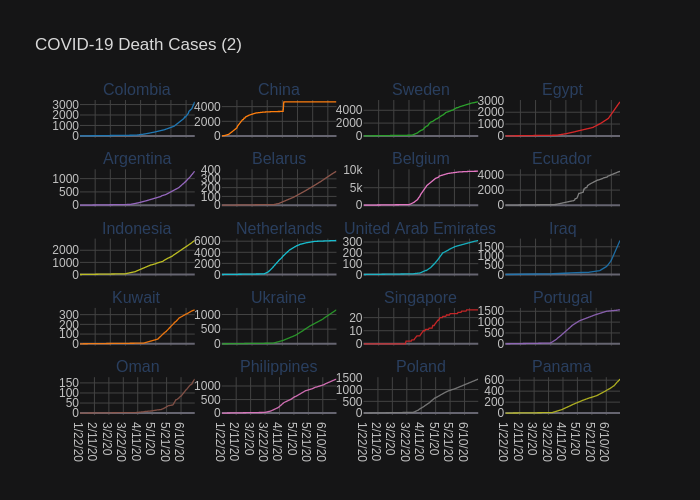 COVID-19 Death Cases (2)
Colombia China Sweden Egypt
3000 2000 1000 0
4000 2000 0
4000 2000 0
3000 2000 1000 0
Argentina Belarus Belgium Ecuador
1000 500 0
400 300 200 100 0
10k 5k 0
4000 2000 0
Indonesia Netherlands United Arab Emirates Iraq
2000 1000 0
6000 4000 2000 0
300 200 100 0
1500 1000 500 0
Kuwait Ukraine Singapore Portugal
300 200 100 0
1000 500 0
20 10 0
1500 1000 500 0
Oman Philippines Poland Panama
150 100 50 0
1000 500 0
1500 1000 500 0
600 400 200 0
1/22/20 2/11/20 3/2/20 3/22/20 4/11/20 5/1/20 5/21/20 6/10/20
1/22/20 2/11/20 3/2/20 3/22/20 4/11/20 5/1/20 5/21/20 6/10/20
1/22/20 2/11/20 3/2/20 3/22/20 4/11/20 5/1/20 5/21/20 6/10/20
1/22/20 2/11/20 3/2/20 3/22/20 4/11/20 5/1/20 5/21/20 6/10/20